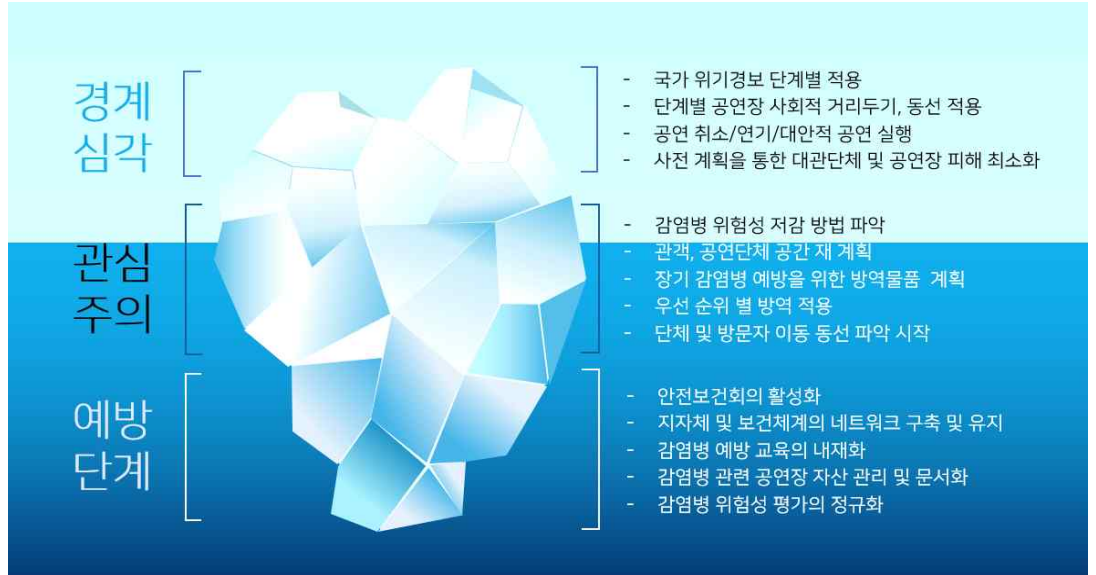 경계
심각
- 국가 위기경보 단계별 적용
- 단계별 공연장 사회적 거리두기, 동선 적용
- 공연 취소/연기/대안적 공연 실행
- 사전 계획을 통한 대관단체 및 공연장 피해 최소화
관심
주의
- 감염병 위험성 저감 방법 파악
- 관객, 공연단체 공간 재 계획
- 장기 감염병 예방을 위한 방역물품 계획
- 우선 순위 별 방역 적용
- 단체 및 방문자 이동 동선 파악 시작
예방
단계
- 안전보건회의 활성화
- 지자체 및 보건체계의 네트워크 구축 및 유지
- 감염병 예방 교육의 내재화
- 감염병 관련 공연장 자산 관리 및 문서화
- 감염병 위험성 평가의 정규화